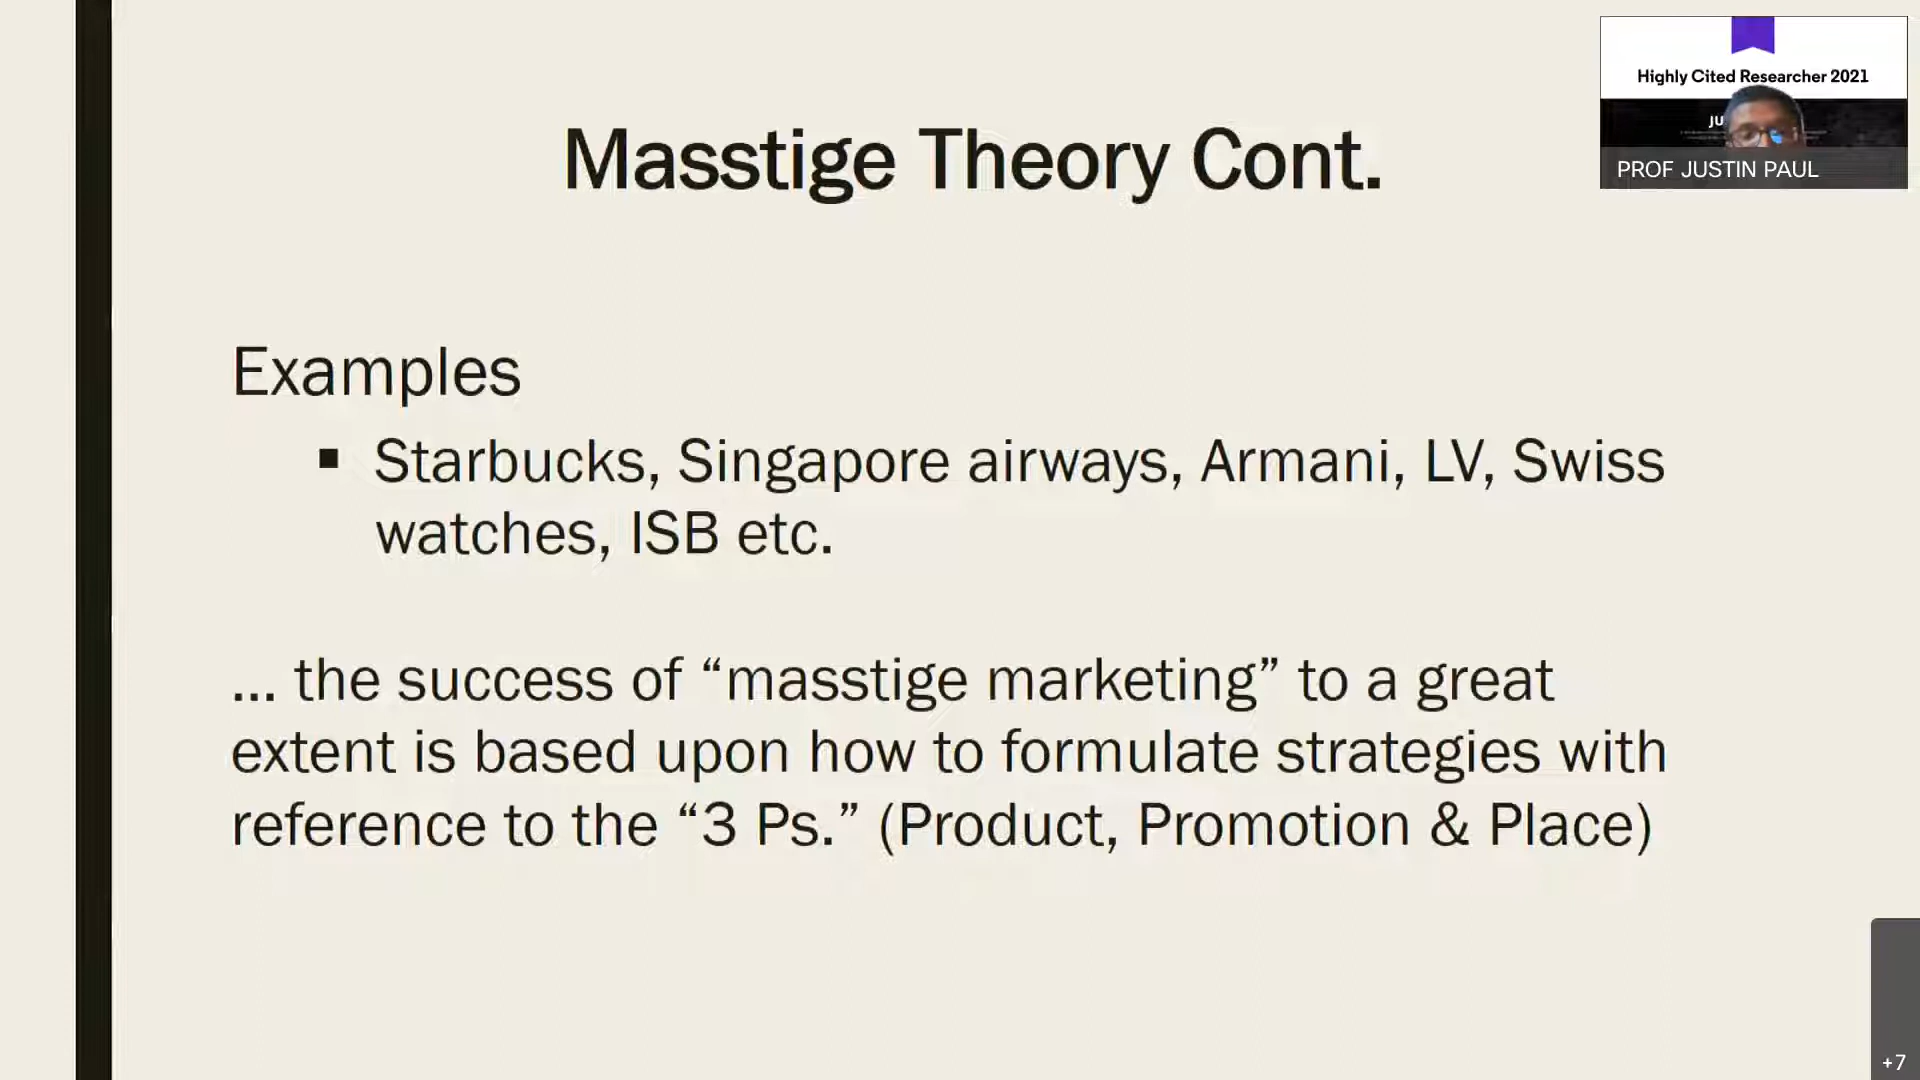 Highly Cited Researcher 2021
JU
PROF JUSTIN PAUL
Masstige Theory Cont.
Examples
▪ Starbucks, Singapore airways, Armani, LV, Swiss
watches, ISB etc.
... the success of “masstige marketing” to a great
extent is based upon how to formulate strategies with
reference to the “3 Ps.” (Product, Promotion & Place)
+7